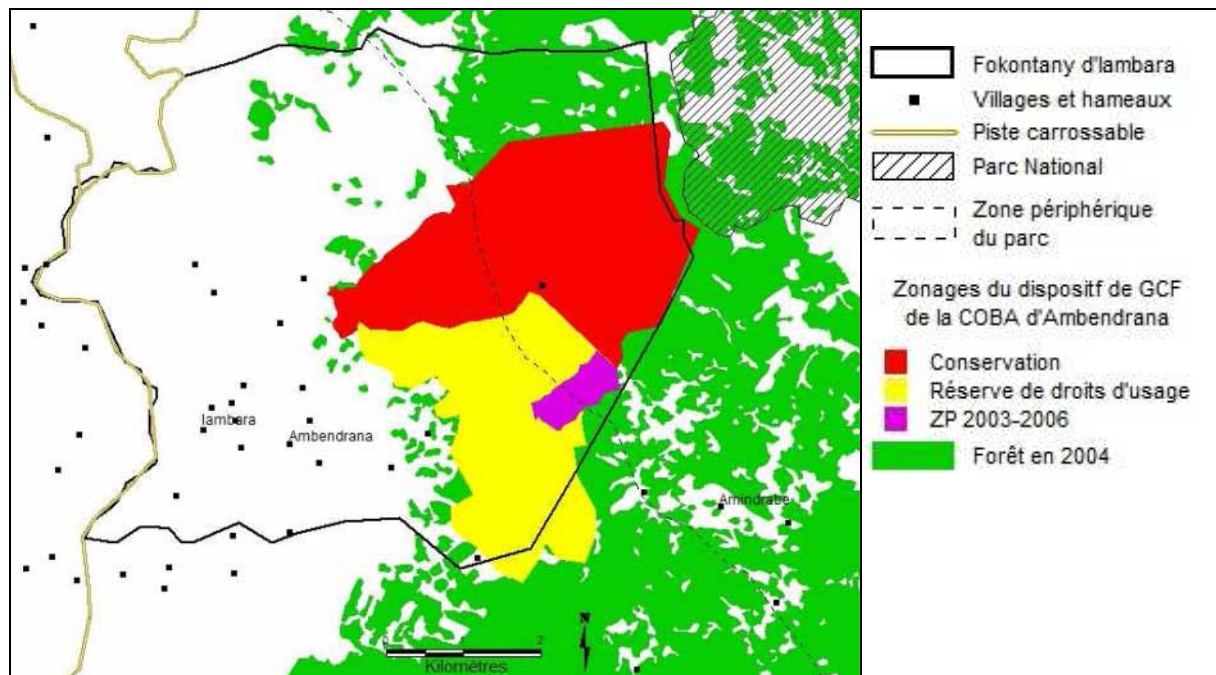 Iambara
Ambendrana
Amindrabe
N
0 1 2
Kilomètres
Fokontany d'Iambara
Villages et hameaux
Piste carrossable
Parc National
Zone périphérique
du parc
Zonages du dispositf de GCF
de la COBA d'Ambendrana
Conservation
Réserve de droits d'usage
ZP 2003-2006
Forêt en 2004